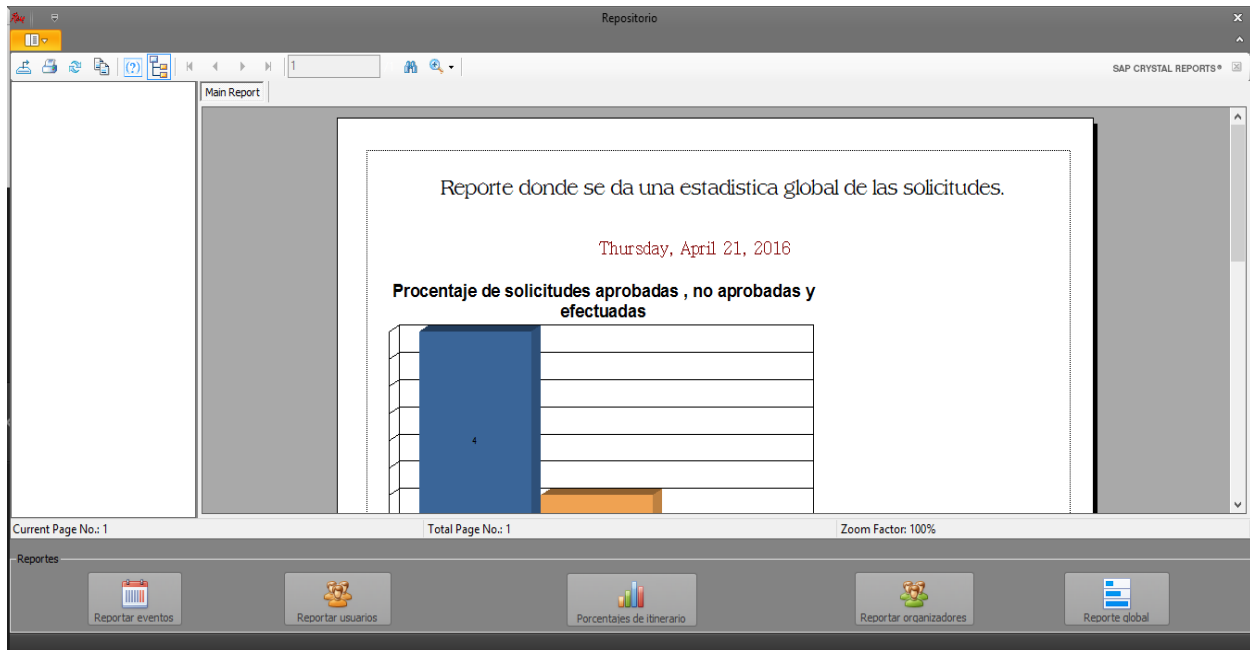 Repositorio
1
SAP CRYSTAL REPORTS®
Main Report
Reporte donde se da una estadistica global de las solicitudes.
Thursday, April 21, 2016
Procentaje de solicitudes aprobadas , no aprobadas y
efectuadas
4
Current Page No.: 1
Total Page No.: 1
Zoom Factor: 100%
Reportes
Reportar eventos
Reportar usuarios
Porcentajes de itinerario
Reportar organizadores
Reporte global